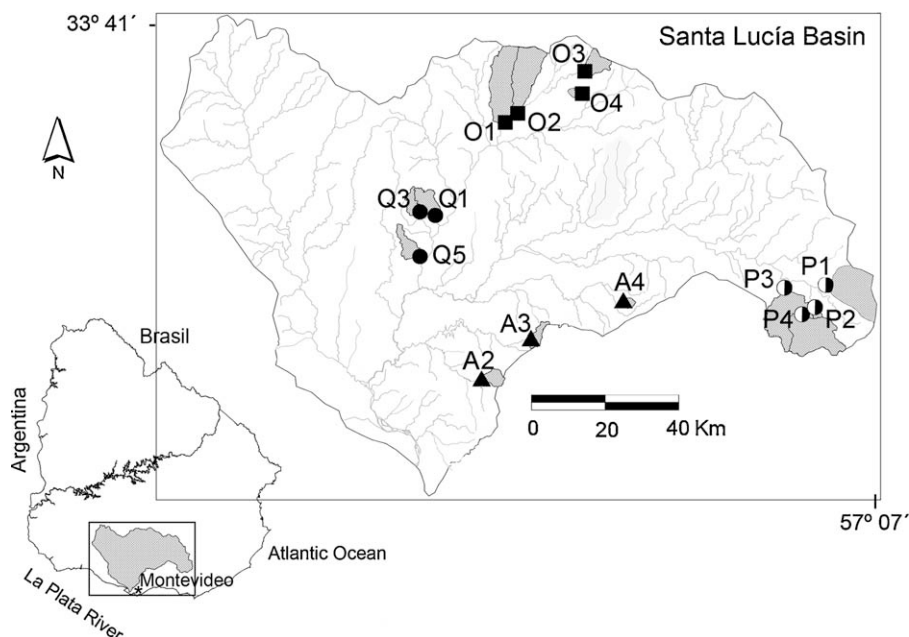 33º 41´
Santa Lucía Basin
N
O3
O4
O1
O2
Q3
Q1
Q5
A4
A3
A2
P3
P1
P4
P2
0 20 40 Km
57º 07´
Brasil
Argentina
Atlantic Ocean
Montevideo
*
La Plata River